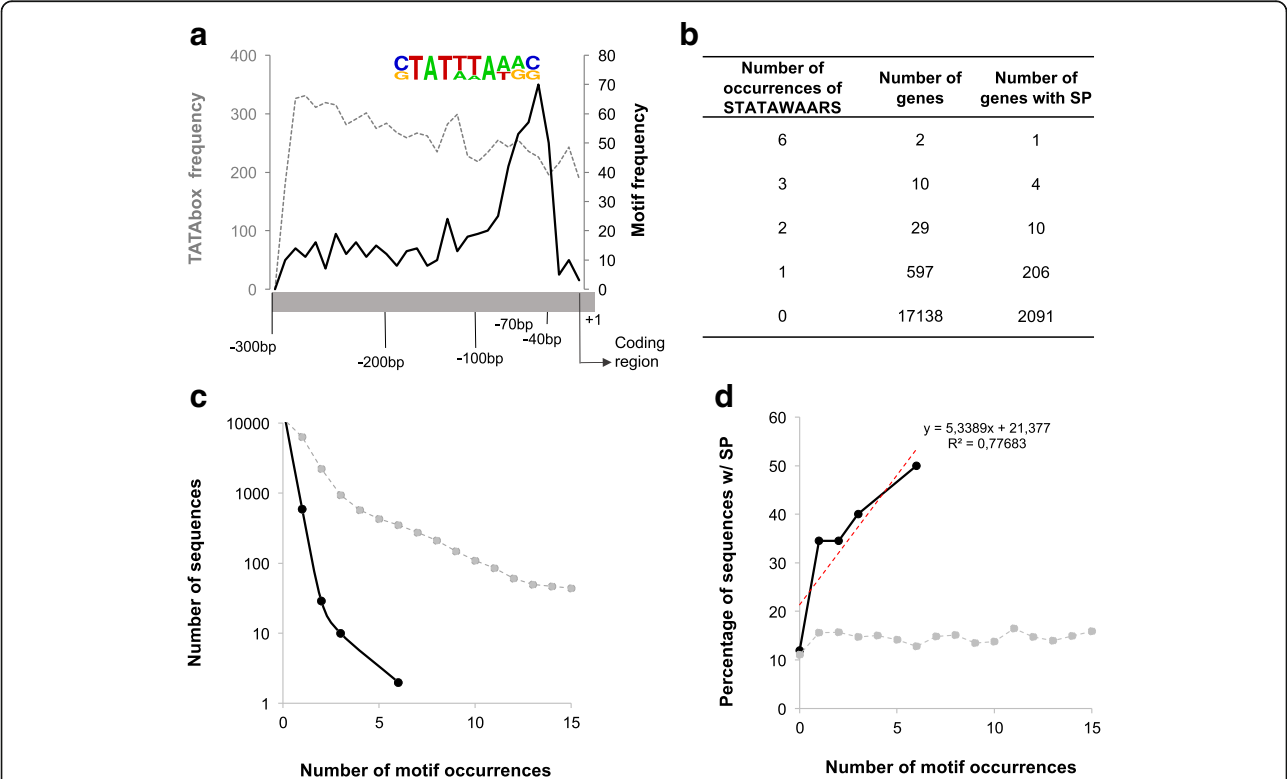 a
400
300
200
100
0
TATAbox frequency
80
70
60
50
40
30
20
10
0
Motif frequency
-300bp
-200bp
-100bp
-70bp
-40bp
+1
Coding
region
b
Number of
occurrences of
STATAWAARS
Number of
genes
Number of
genes with SP
6 2 1
3 10 4
2 29 10
1 597 206
0 17138 2091
c
10000
1000
100
10
1
Number of sequences
0 5 10 15
Number of motif occurrences
d
60
50
40
30
20
10
0
Percentage of sequences w/ SP
y = 5,3389x + 21,377
R² = 0,77683
0 5 10 15
Number of motif occurrences